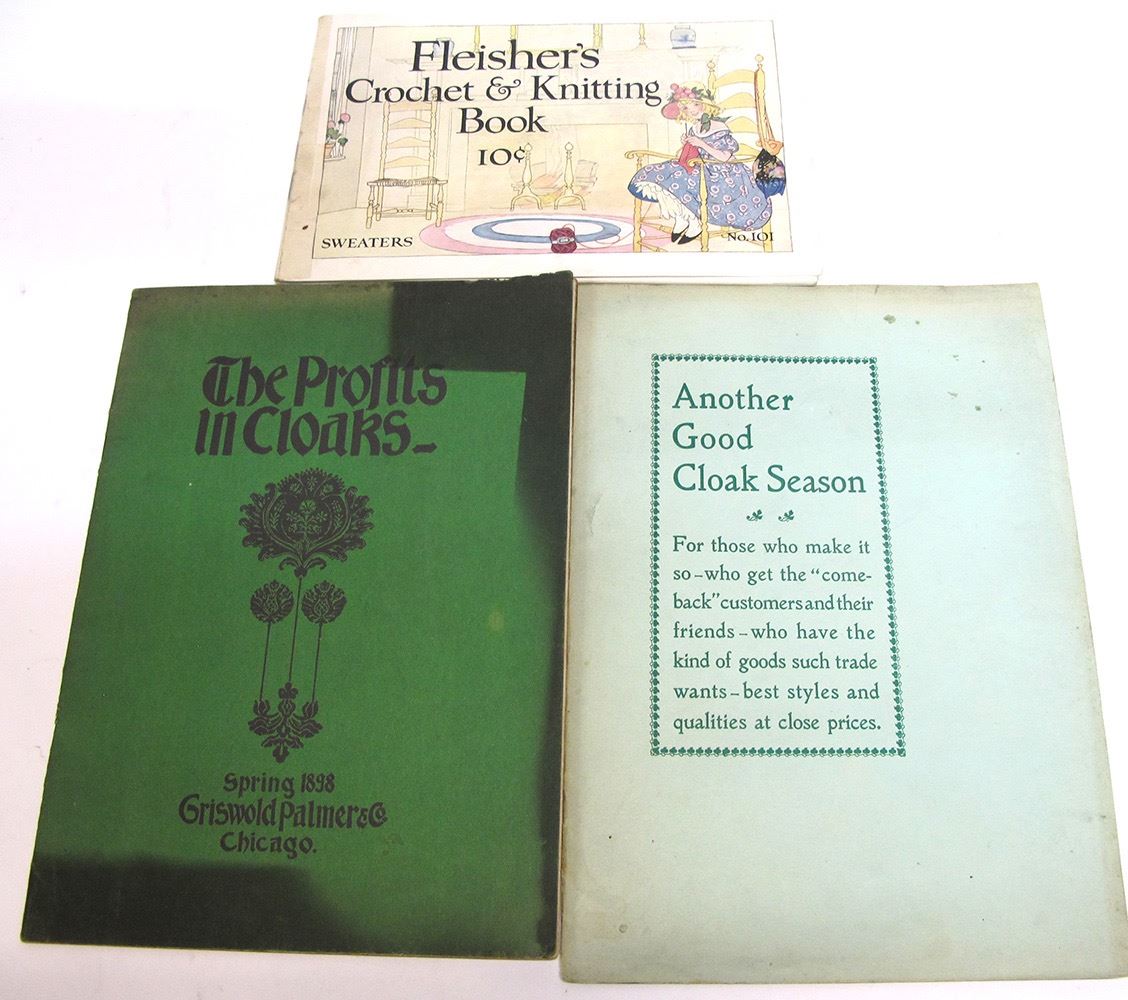 Fleisher's
Crochet & Knitting
Book
10¢
SWEATERS
No. 101
The Profits
in Cloaks–
Spring 1898
Griswold Palmer & Co.
Chicago.
Another
Good
Cloak Season
For those who make it
so–who get the "come-
back" customers and their
friends–who have the
kind of goods such trade
wants–best styles and
qualities at close prices.